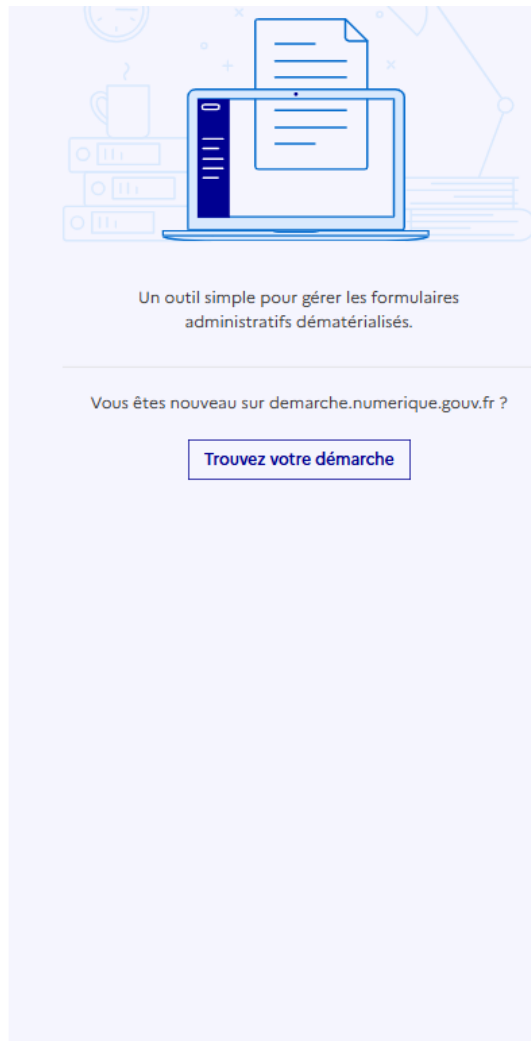 Un outil simple pour gérer les formulaires
administratifs dématérialisés.
Vous êtes nouveau sur demarche.numerique.gouv.fr ?
Trouvez votre démarche